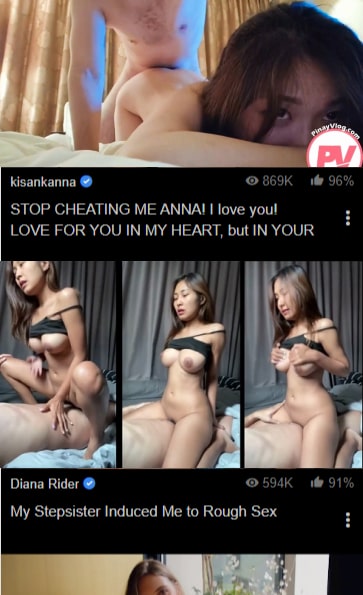 PinayVlog.com
PV
kisankanna
869K
96%
STOP CHEATING ME ANNA! I love you!
LOVE FOR YOU IN MY HEART, but IN YOUR
Diana Rider
594K
91%
My Stepsister Induced Me to Rough Sex